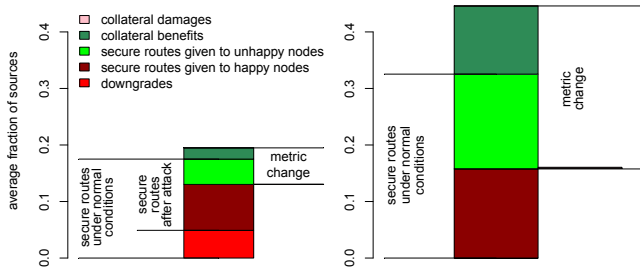 average fraction of sources
0.4
0.3
0.2
0.1
0.0
collateral damages
collateral benefits
secure routes given to unhappy nodes
secure routes given to happy nodes
downgrades
secure routes
under normal
conditions
secure
routes
after attack
metric
change
0.4
0.3
0.2
0.1
0.0
secure routes
under normal
conditions
metric
change